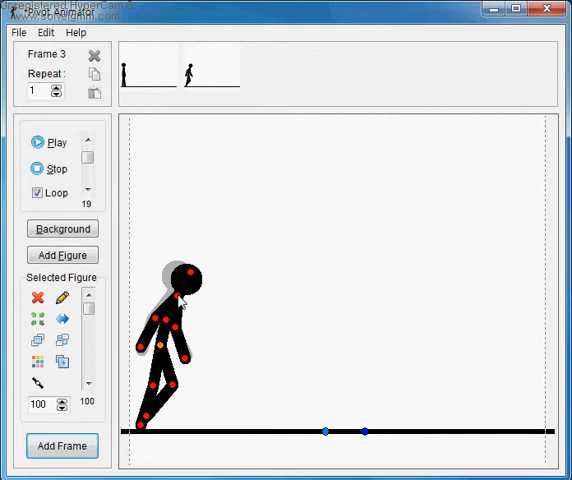 Unregistered HyperCam 2
*Pivot Animator
www.solveigmm.com
File Edit Help
Frame 3
Repeat:
1
Play
Stop
Loop
19
Background
Add Figure
Selected Figure
100
100
Add Frame